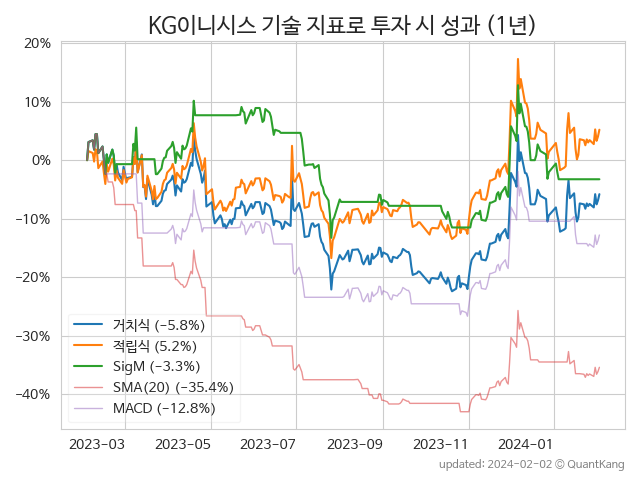 KG이니시스 기술 지표로 투자 시 성과 (1년)
20%
10%
0%
−10%
−20%
−30%
−40%
거치식 (−5.8%)
적립식 (5.2%)
SigM (−3.3%)
SMA(20) (−35.4%)
MACD (−12.8%)
2023−03
2023−05
2023−07
2023−09
2023−11
2024−01
updated: 2024−02−02 © QuantKang